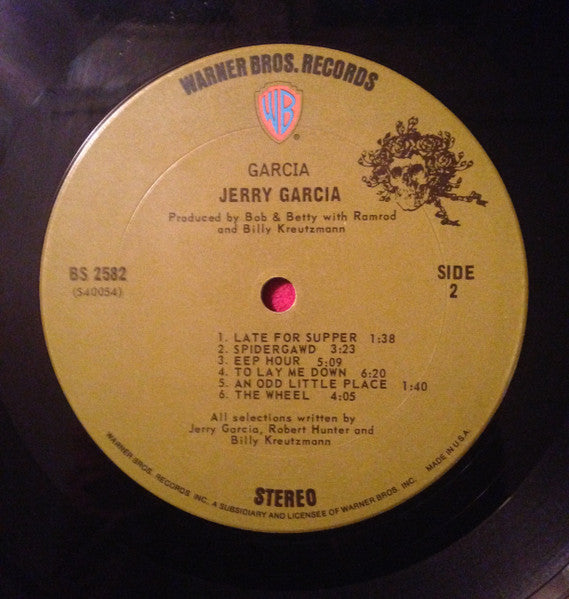 WARNER BROS. RECORDS
WB
®
GARCIA
JERRY GARCIA
Produced by Bob & Betty with Ramrod
and Billy Kreutzmann
BS 2582
(S40054)
SIDE
2
1. LATE FOR SUPPER 1:38
2. SPIDERGAWD 3:23
3. EEP HOUR 5:09
4. TO LAY ME DOWN 6:20
5. AN ODD LITTLE PLACE 1:40
6. THE WHEEL 4:05
All selections written by
Jerry Garcia, Robert Hunter and
Billy Kreutzmann
STEREO
WARNER BROS. RECORDS INC. A SUBSIDIARY AND LICENSEE OF WARNER BROS. INC. MADE IN U.S.A.